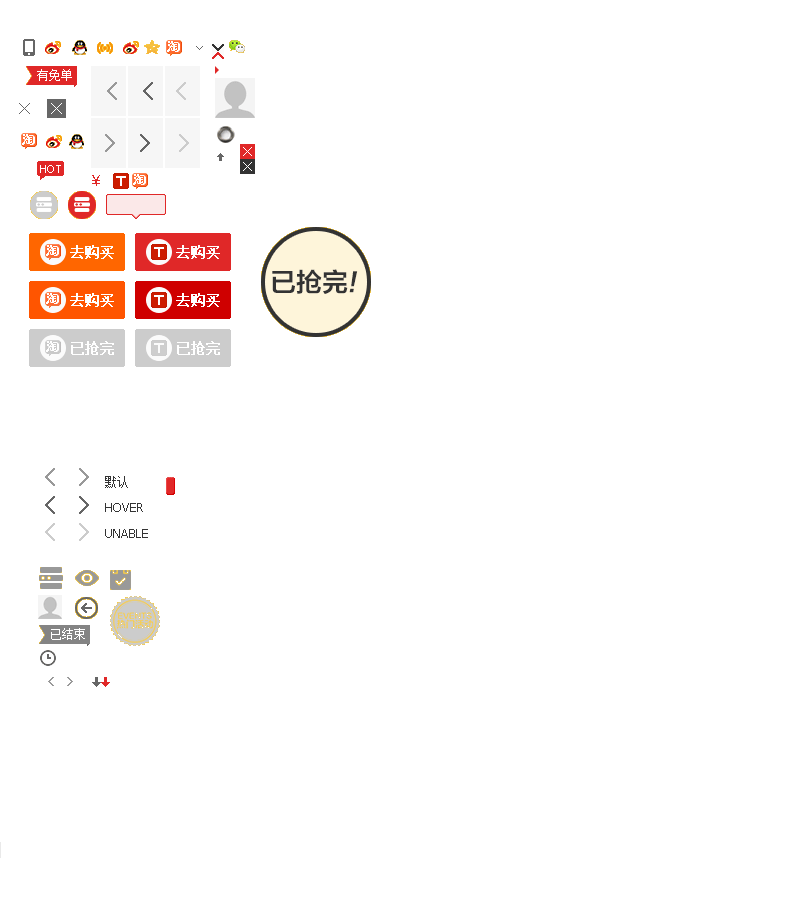 淘
有免单
淘
HOT
¥
T 淘
淘 去购买
T 去购买
已抢完!
淘 去购买
T 去购买
淘 已抢完
T 已抢完
默认
HOVER
UNABLE
已结束